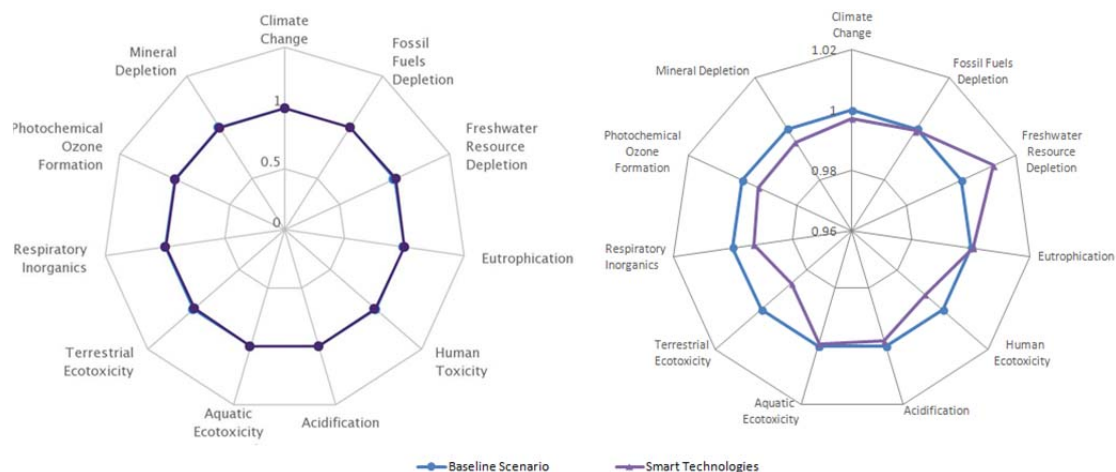 Climate
Change
Fossil
Fuels
Depletion
Freshwater
Resource
Depletion
Eutrophication
Human
Toxicity
Acidification
Aquatic
Ecotoxicity
Terrestrial
Ecotoxicity
Respiratory
Inorganics
Photochemical
Ozone
Formation
Mineral
Depletion
1
0.5
0
Climate
Change
Fossil Fuels
Depletion
Freshwater
Resource
Depletion
Eutrophication
Human
Ecotoxicity
Acidification
Aquatic
Ecotoxicity
Terrestrial
Ecotoxicity
Respiratory
Inorganics
Photochemical
Ozone
Formation
Mineral Depletion
1.02
1
0.98
0.96
Baseline Scenario
Smart Technologies